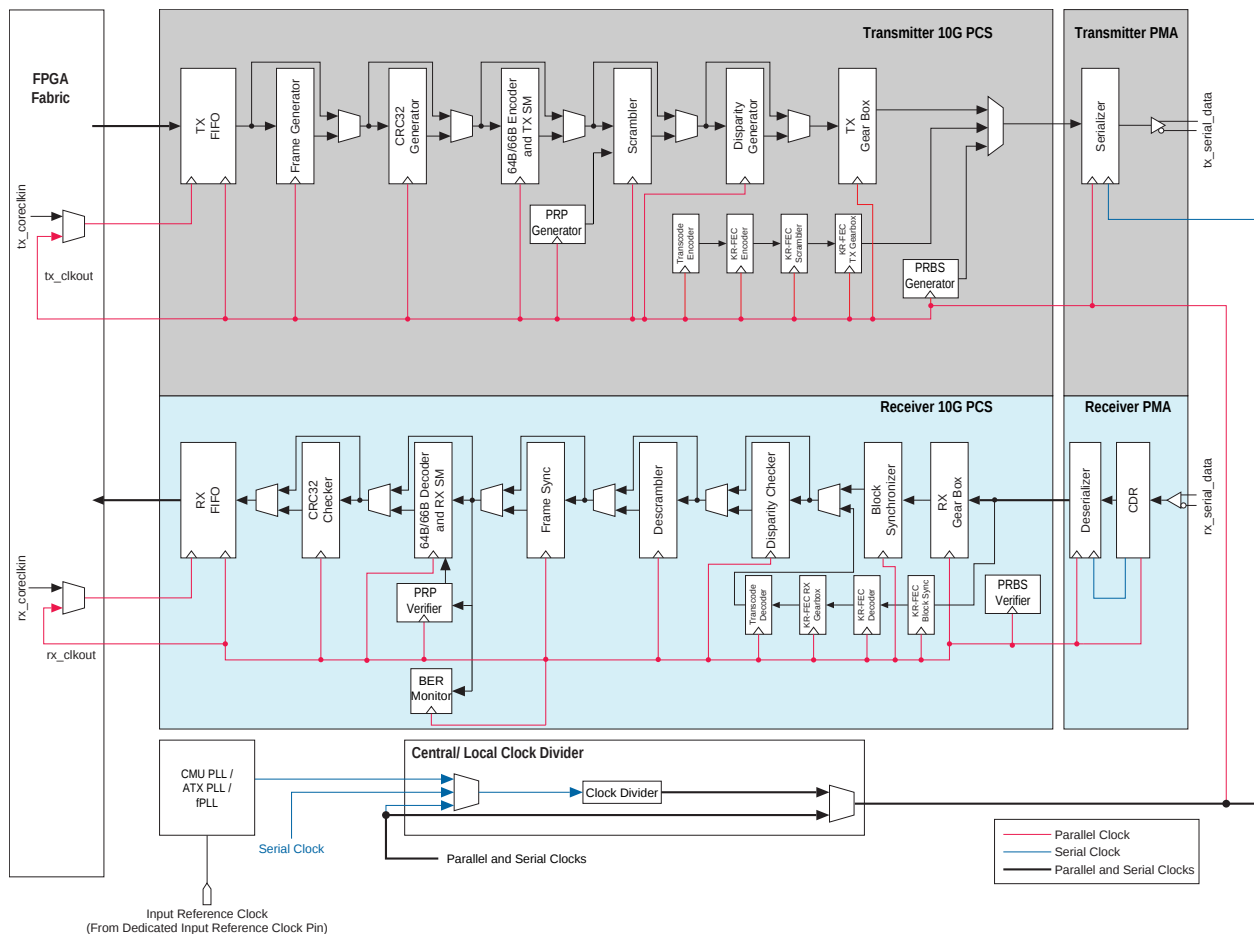 Transmitter 10G PCS
Transmitter PMA
FPGA
Fabric
TX
FIFO
Frame Generator
CRC32
Generator
64B/66B Encoder
and TX SM
Scrambler
Disparity
Generator
TX
Gear Box
Serializer
tx_serial_data
tx_coreclkin
tx_clkout
PRP
Generator
Transcode
Encoder
KR-FEC
Encoder
KR-FEC
Scrambler
KR-FEC
TX Gearbox
PRBS
Generator
Receiver 10G PCS
Receiver PMA
RX
FIFO
CRC32
Checker
64B/66B Decoder
and RX SM
Frame Sync
Descrambler
Disparity Checker
Block
Synchronizer
RX
Gear Box
Deserializer
CDR
rx_serial_data
rx_coreclkin
rx_clkout
PRP
Verifier
Transcode
Decoder
KR-FEC RX
Gearbox
KR-FEC
Decoder
KR-FEC
Block Sync
PRBS
Verifier
BER
Monitor
CMU PLL /
ATX PLL /
fPLL
Central/ Local Clock Divider
Clock Divider
Serial Clock
Parallel and Serial Clocks
Parallel Clock
Serial Clock
Parallel and Serial Clocks
Input Reference Clock
(From Dedicated Input Reference Clock Pin)